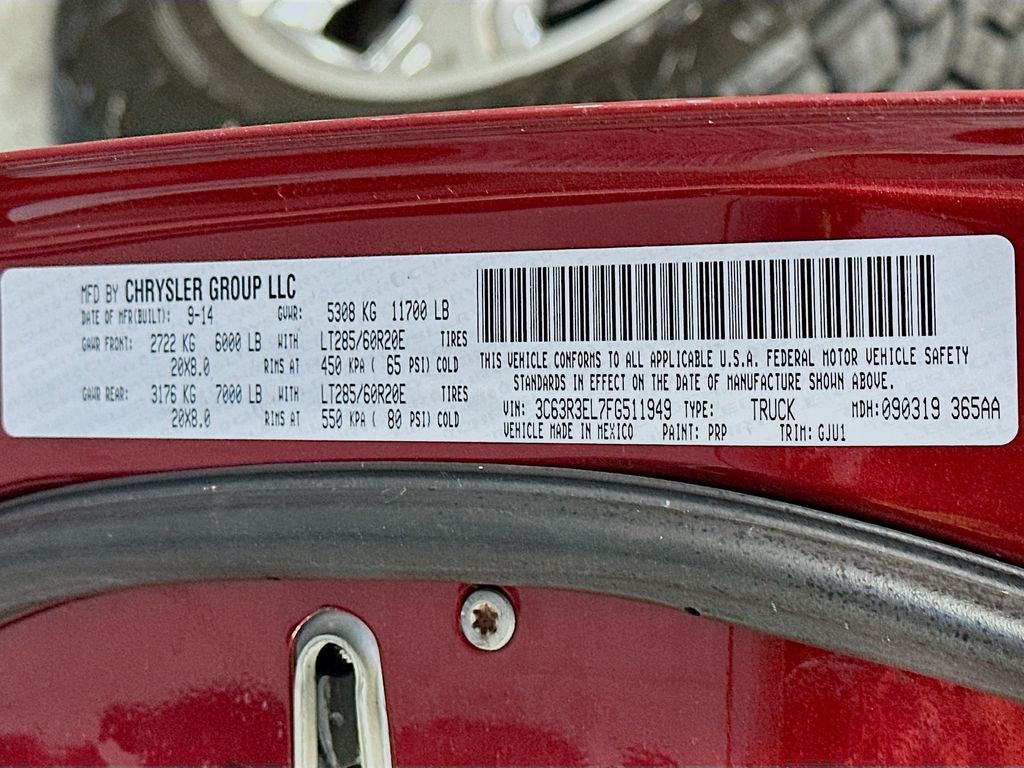 MFD BY CHRYSLER GROUP LLC
DATE OF MFR(BUILT): 9-14 GVWR: 5308 KG 11700 LB
GAWR FRONT: 2722 KG 6000 LB WITH LT285/60R20E TIRES
20X8.0 RIMS AT 450 KPA ( 65 PSI) COLD
GAWR REAR: 3176 KG 7000 LB WITH LT285/60R20E TIRES
20X8.0 RIMS AT 550 KPA ( 80 PSI) COLD
THIS VEHICLE CONFORMS TO ALL APPLICABLE U.S.A. FEDERAL MOTOR VEHICLE SAFETY
STANDARDS IN EFFECT ON THE DATE OF MANUFACTURE SHOWN ABOVE.
VIN: 3C63R3EL7FG511949 TYPE: TRUCK MDH:090319 365AA
VEHICLE MADE IN MEXICO PAINT: PRP TRIM: GJU1